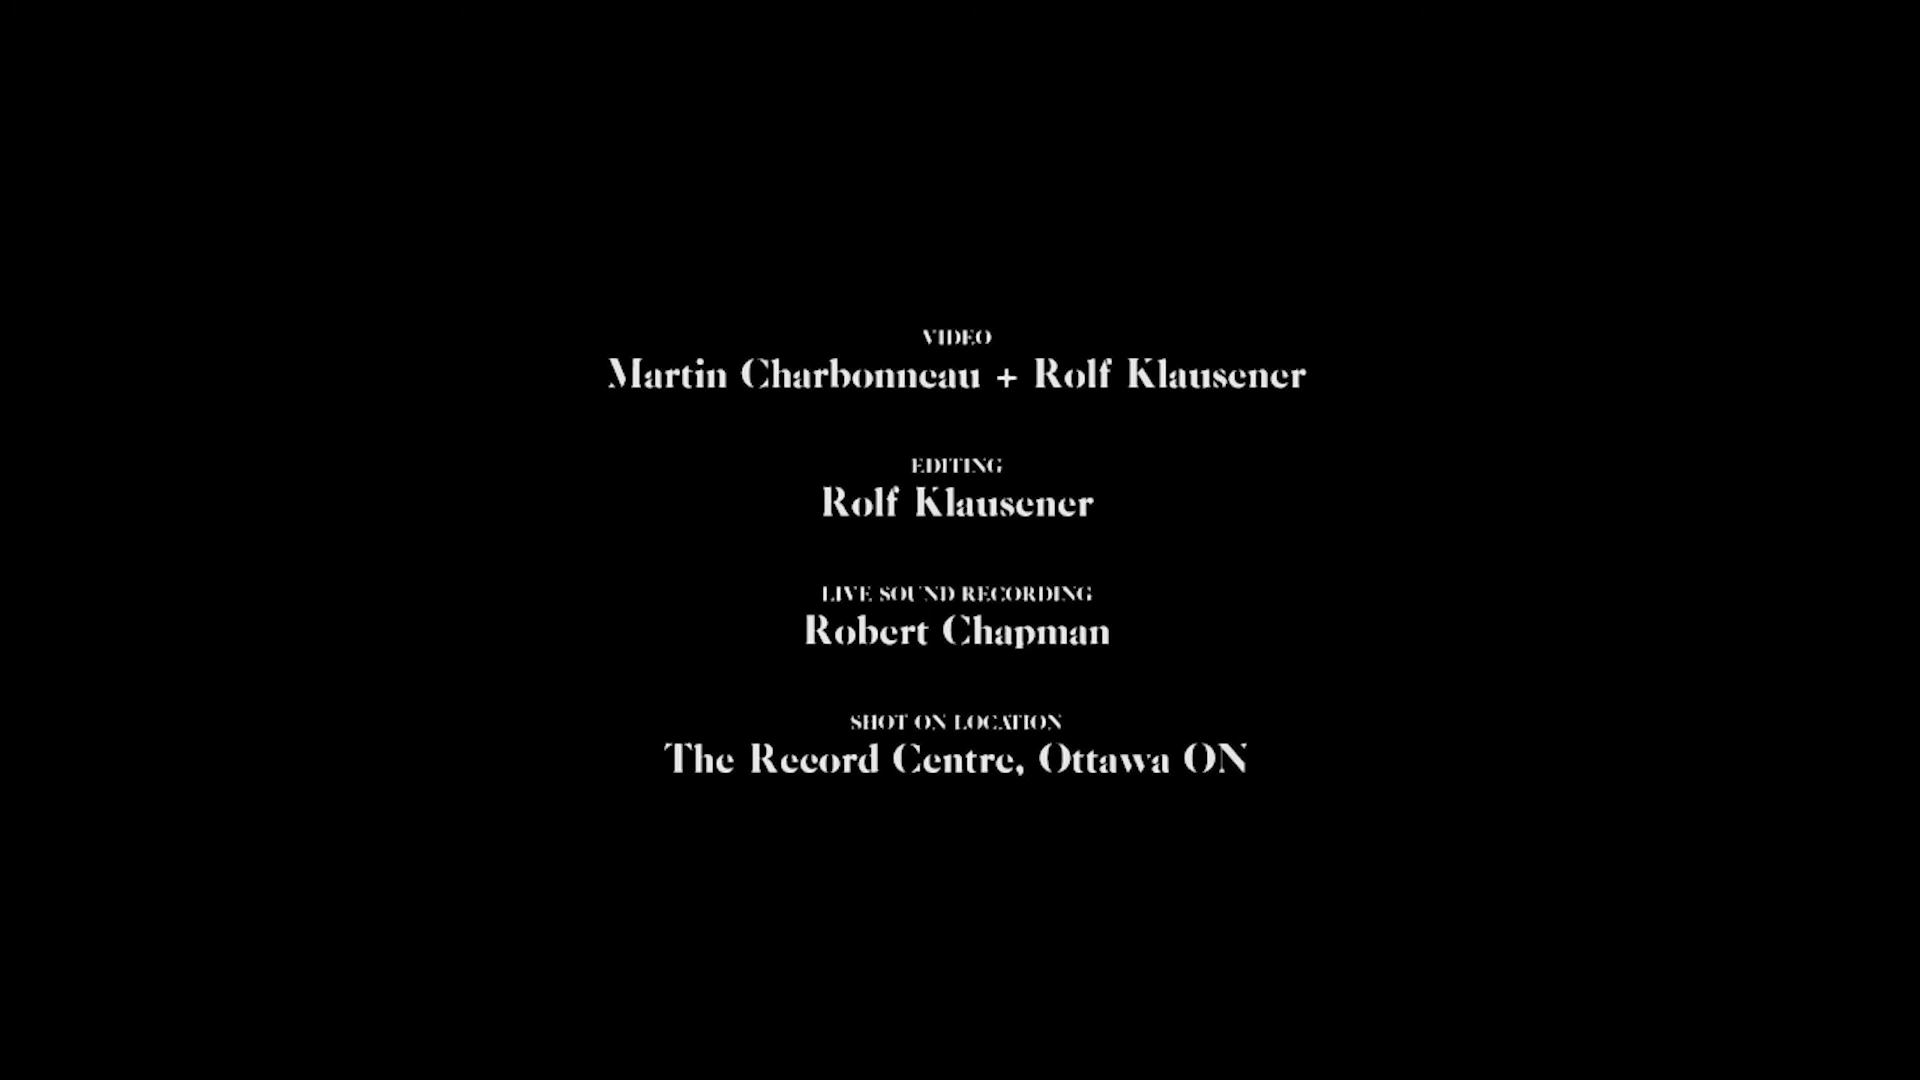 VIDEO
Martin Charbonneau + Rolf Klausener
EDITING
Rolf Klausener
LIVE SOUND RECORDING
Robert Chapman
SHOT ON LOCATION
The Record Centre, Ottawa ON